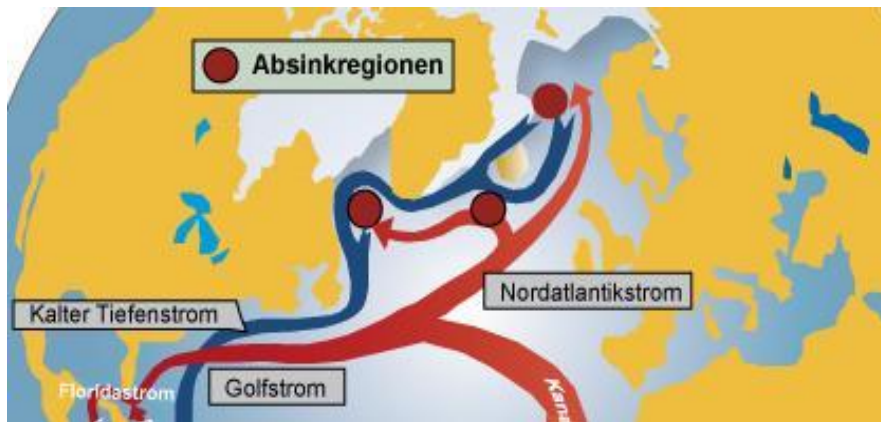 Absinkregionen
Nordatlantikstrom
Kalter Tiefenstrom
Golfstrom
Floridastrom